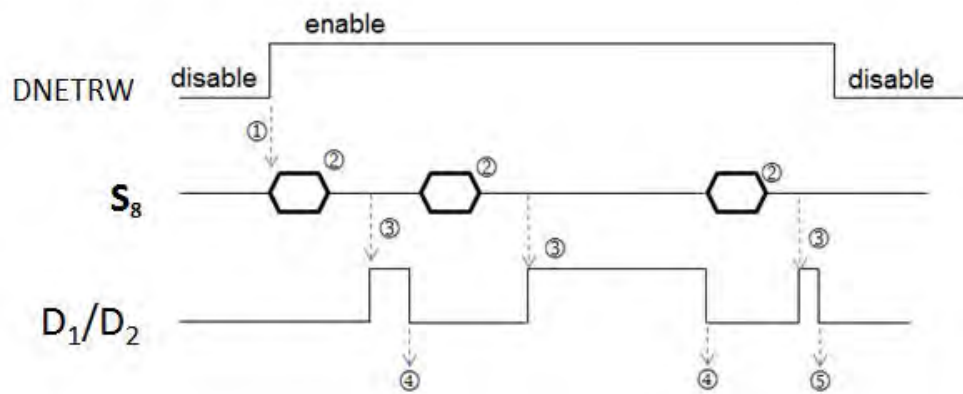 enable
disable
DNETRW
disable
①
②
②
②
S₈
③
③
③
D₁/D₂
④
④
⑤